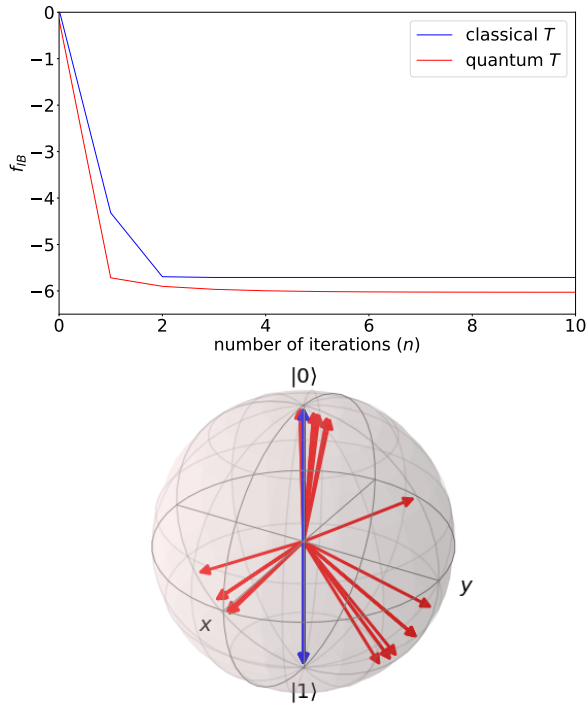 0
−1
−2
−3
−4
−5
−6
f_IB
classical T
quantum T
0 2 4 6 8 10
number of iterations (n)
|0⟩
x
y
|1⟩